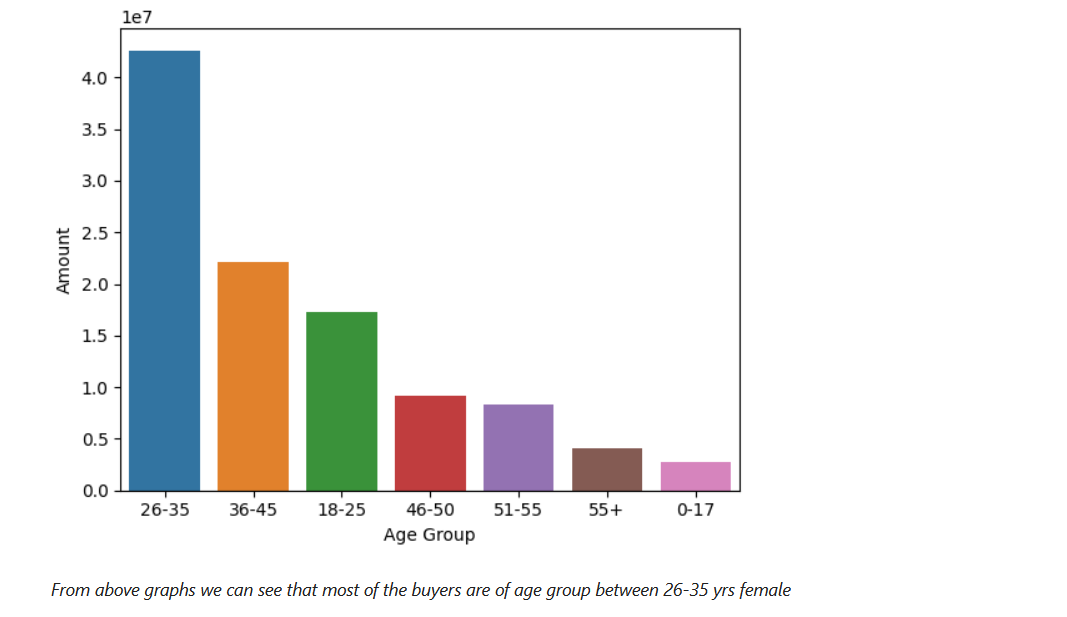 1e7
4.0
3.5
3.0
2.5
2.0
1.5
1.0
0.5
0.0
Amount
26-35 36-45 18-25 46-50 51-55 55+ 0-17
Age Group
From above graphs we can see that most of the buyers are of age group between 26-35 yrs female